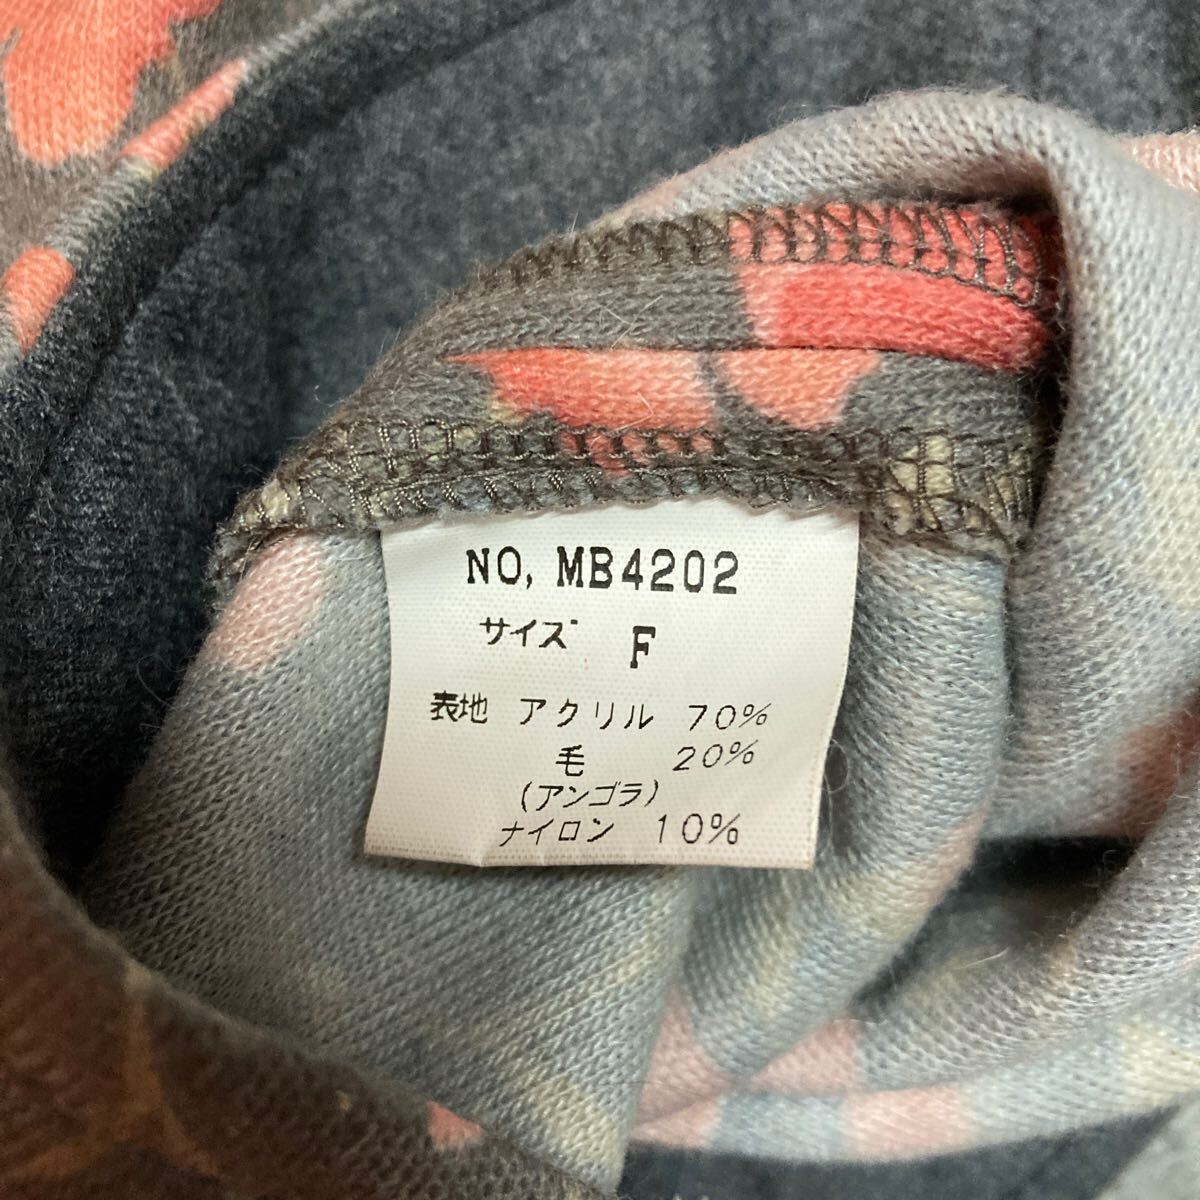 NO, MB4202
サイズ F
表地 アクリル 70%
毛 20%
(アンゴラ)
ナイロン 10%